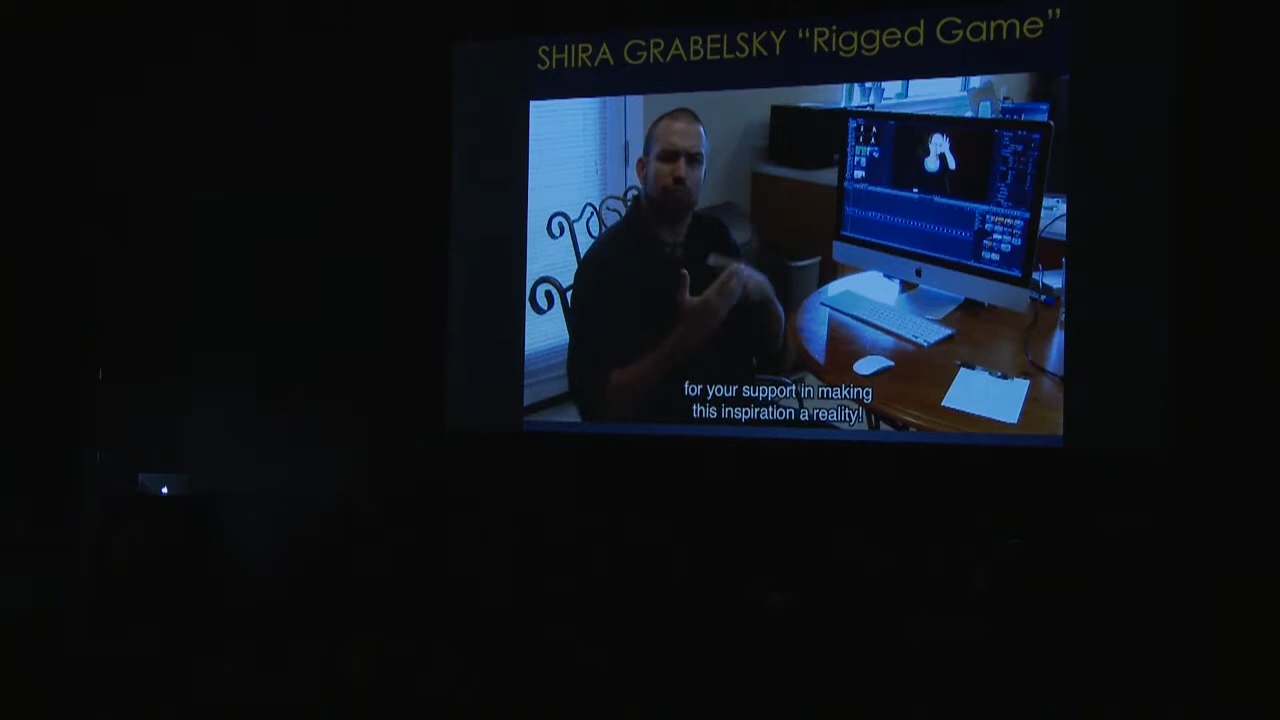 SHIRA GRABELSKY “Rigged Game”
for your support in making
this inspiration a reality!